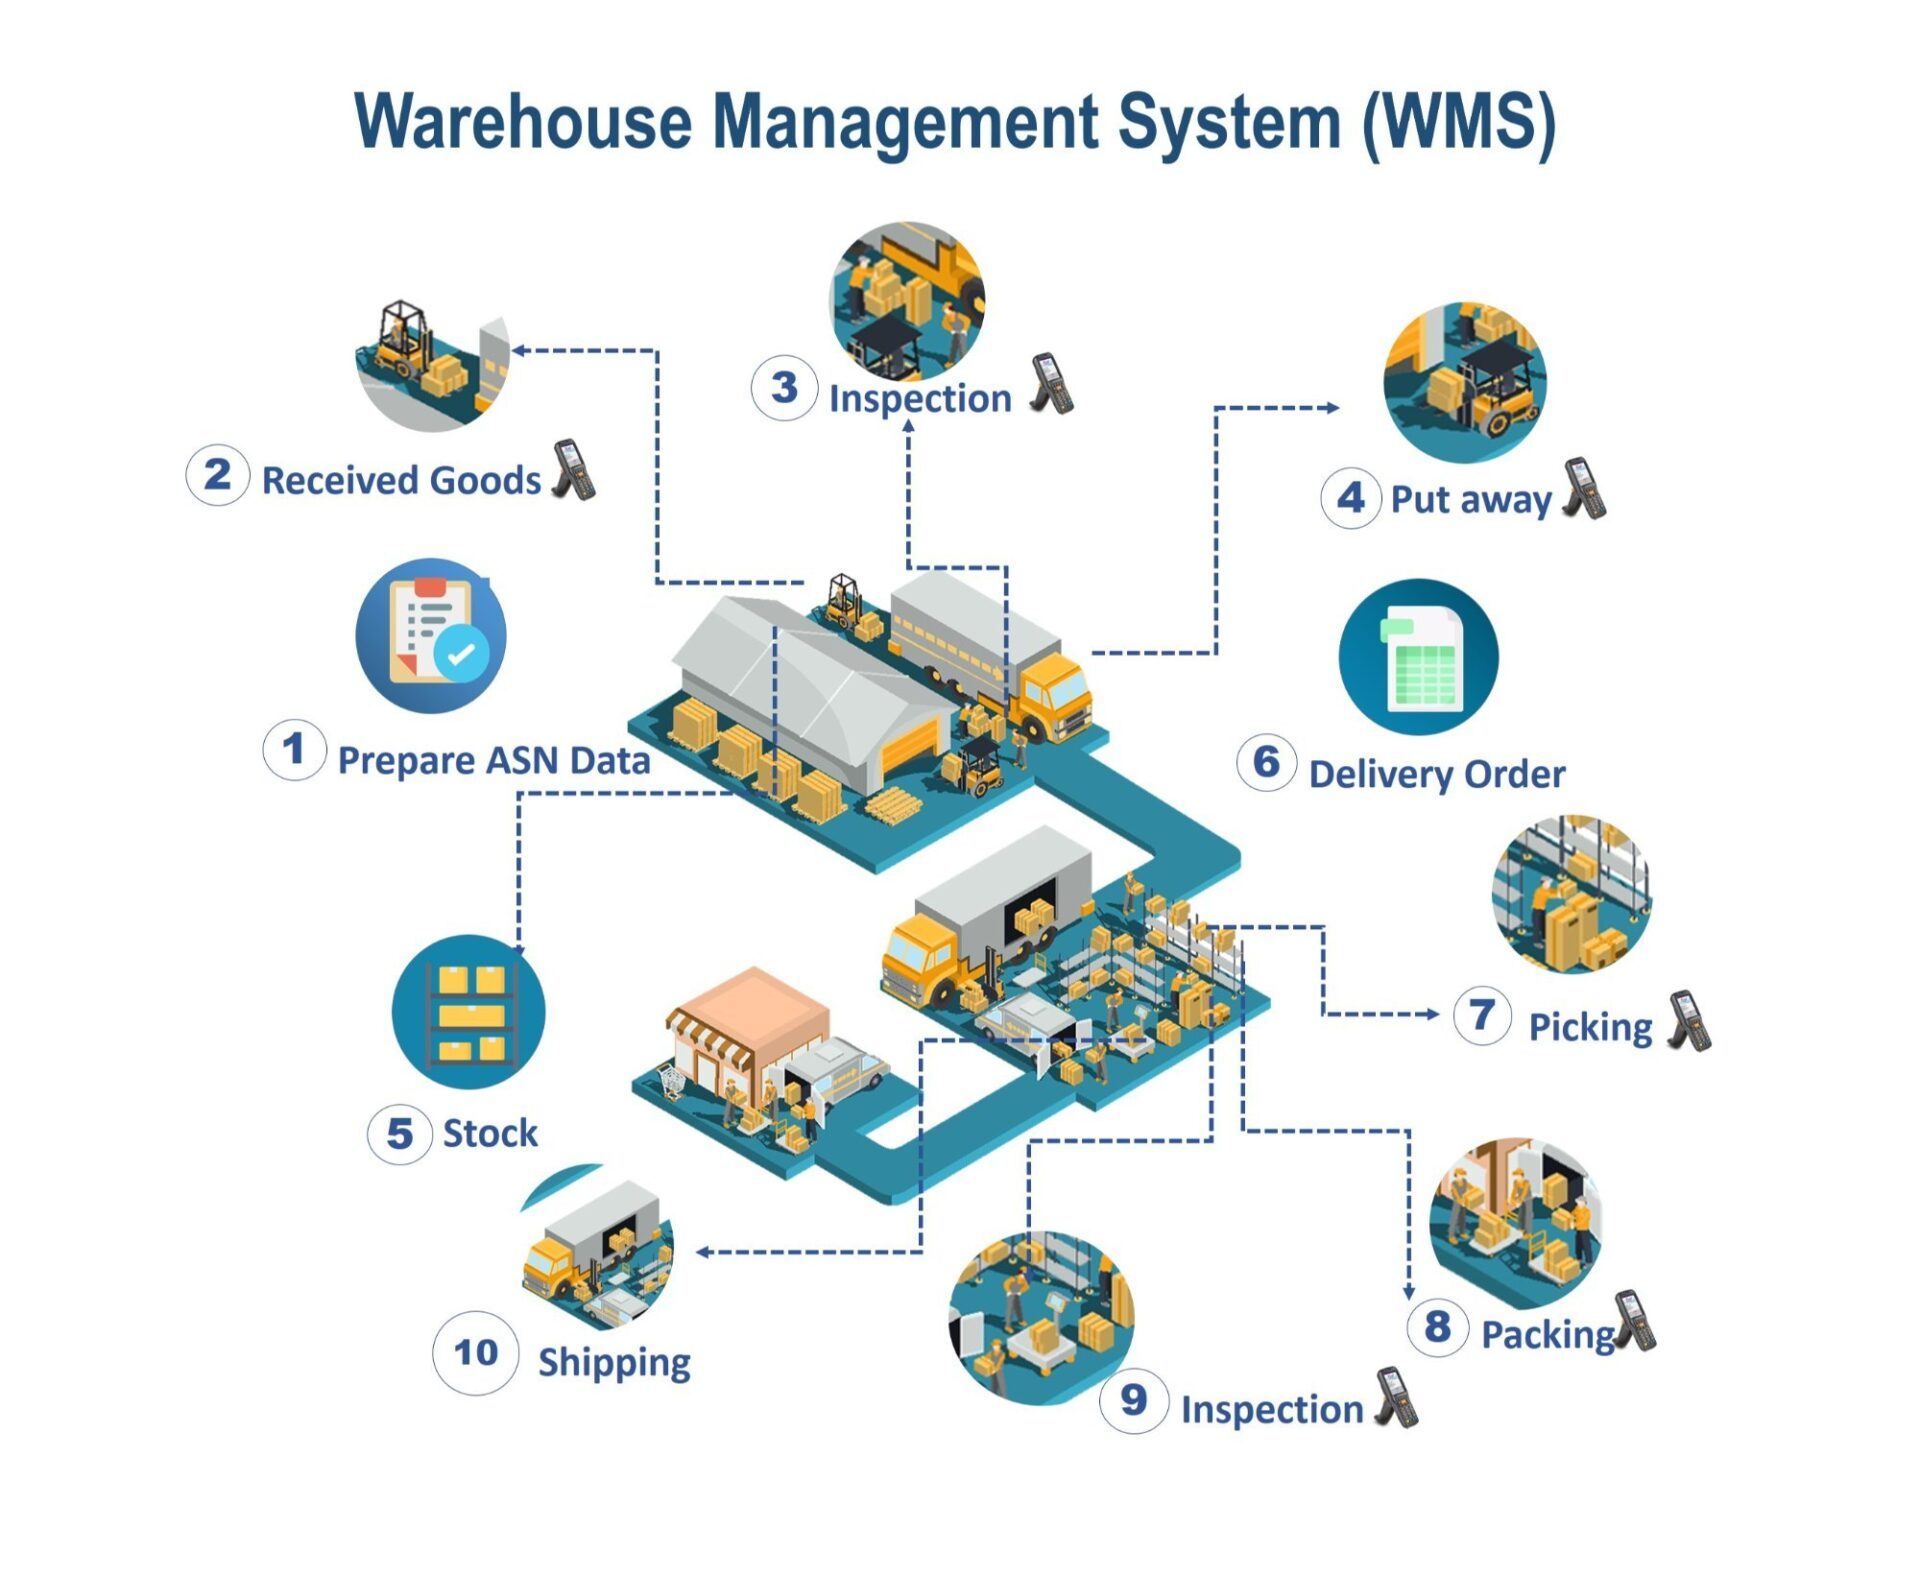 Warehouse Management System (WMS)
3 Inspection
2 Received Goods
4 Put away
1 Prepare ASN Data
6 Delivery Order
7 Picking
5 Stock
8 Packing
10 Shipping
9 Inspection